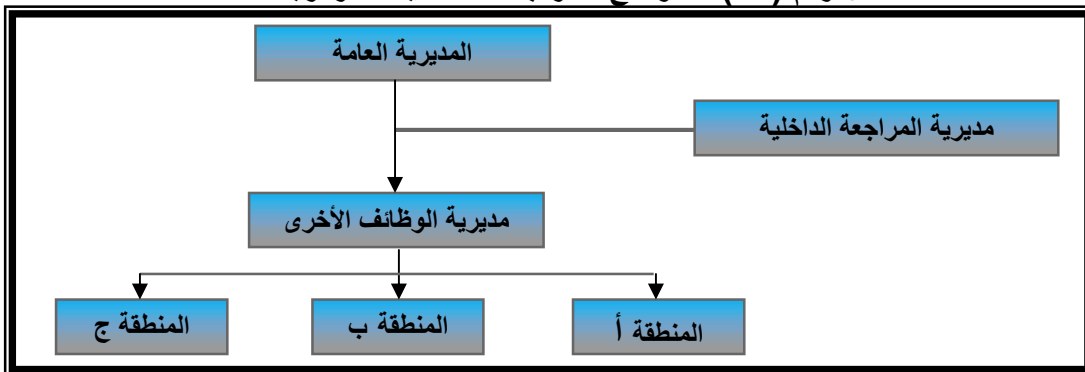 المديرية العامة
مديرية المراجعة الداخلية
مديرية الوظائف الأخرى
المنطقة أ
المنطقة ب
المنطقة ج